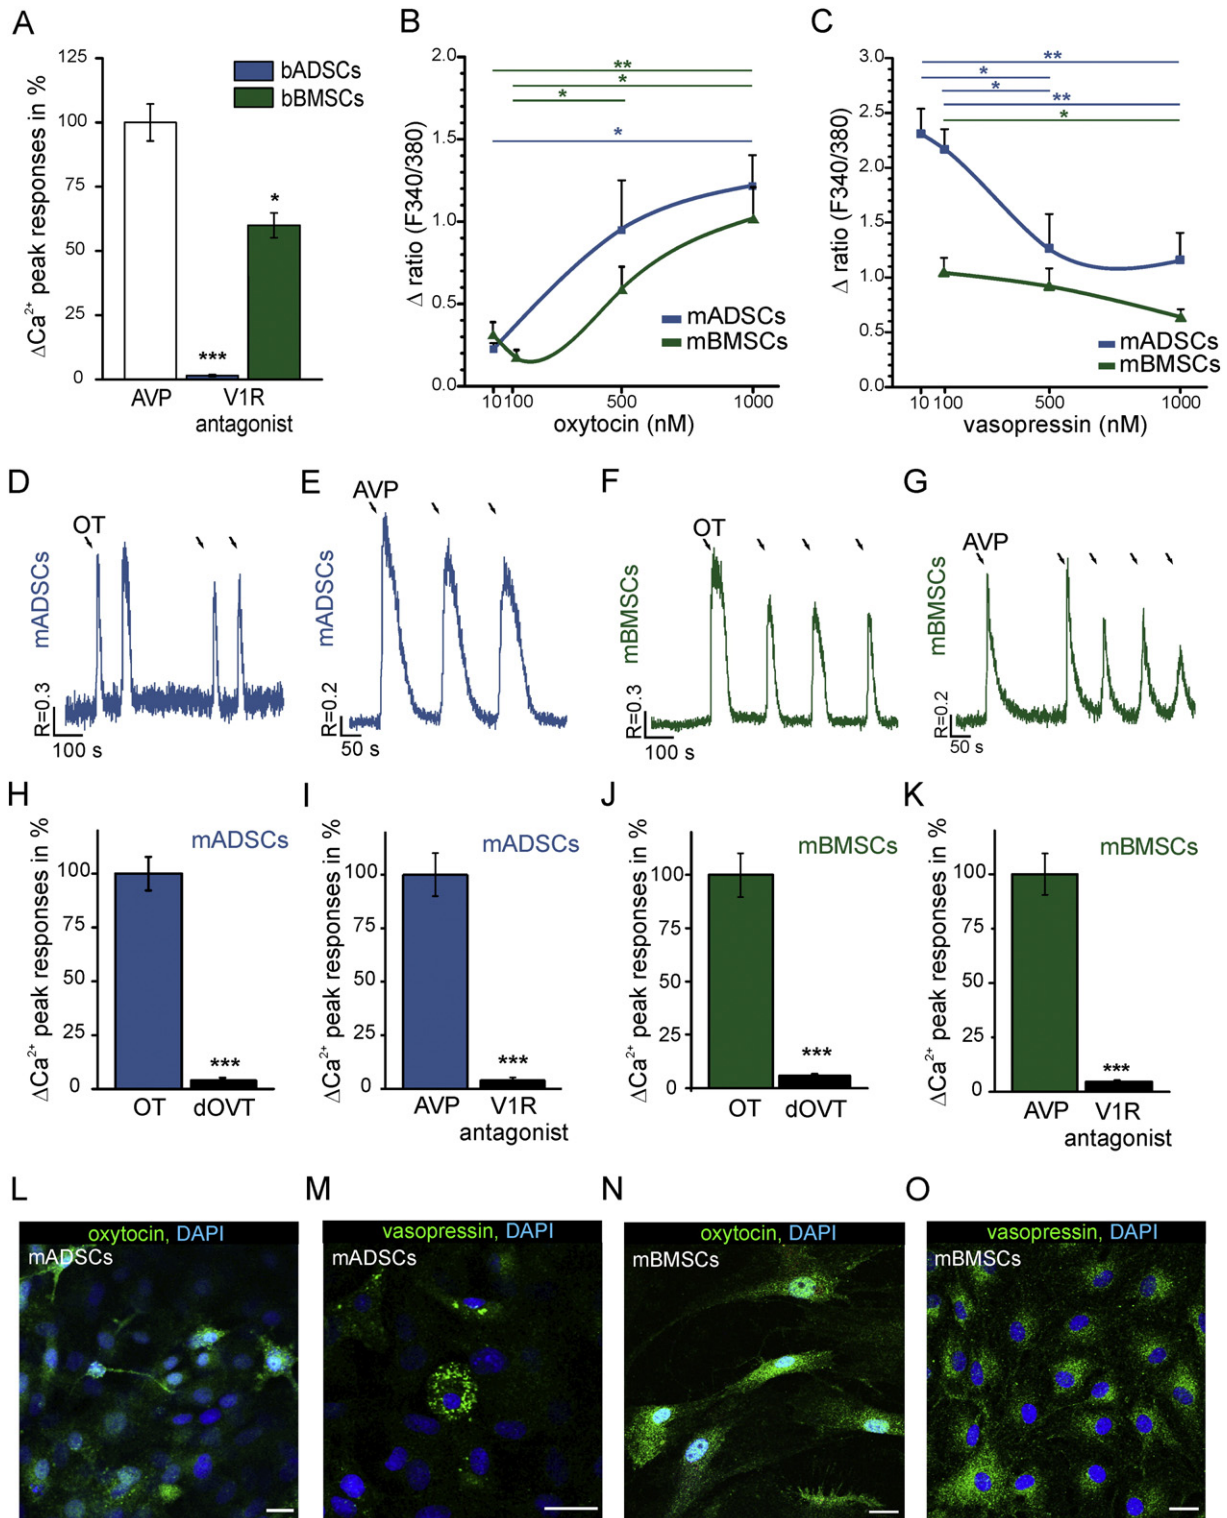 A
ΔCa²⁺ peak responses in %
125
100
75
50
25
0
bADSCs
bBMSCs
***
*
AVP
V1R
antagonist
B
Δ ratio (F340/380)
2.0
1.5
1.0
0.5
0.0
**
*
*
*
mADSCs
mBMSCs
10 100 500 1000
oxytocin (nM)
C
Δ ratio (F340/380)
3.0
2.5
2.0
1.5
1.0
0.5
0.0
**
*
*
**
*
mADSCs
mBMSCs
10 100 500 1000
vasopressin (nM)
D
mADSCs
OT
R=0.3
100 s
E
mADSCs
AVP
R=0.2
50 s
F
mBMSCs
OT
R=0.3
100 s
G
mBMSCs
AVP
R=0.2
50 s
H
ΔCa²⁺ peak responses in %
100
75
50
25
0
mADSCs
***
OT dOVT
I
ΔCa²⁺ peak responses in %
100
75
50
25
0
mADSCs
***
AVP V1R
antagonist
J
ΔCa²⁺ peak responses in %
100
75
50
25
0
mBMSCs
***
OT dOVT
K
ΔCa²⁺ peak responses in %
100
75
50
25
0
mBMSCs
***
AVP V1R
antagonist
L
oxytocin, DAPI
mADSCs
M
vasopressin, DAPI
mADSCs
N
oxytocin, DAPI
mBMSCs
O
vasopressin, DAPI
mBMSCs